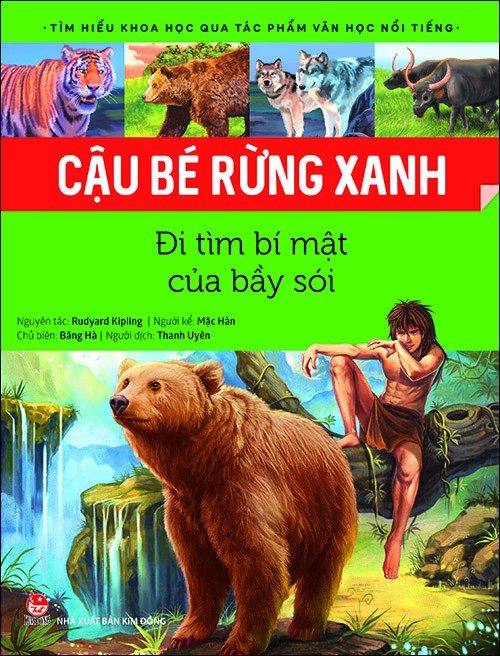 • TÌM HIỂU KHOA HỌC QUA TÁC PHẨM VĂN HỌC NỔI TIẾNG •
CẬU BÉ RỪNG XANH
Đi tìm bí mật
của bầy sói
Nguyên tác: Rudyard Kipling | Người kể: Mặc Hàn
Chủ biên: Băng Hà | Người dịch: Thanh Uyên
KIM ĐỒNG
NHÀ XUẤT BẢN KIM ĐỒNG